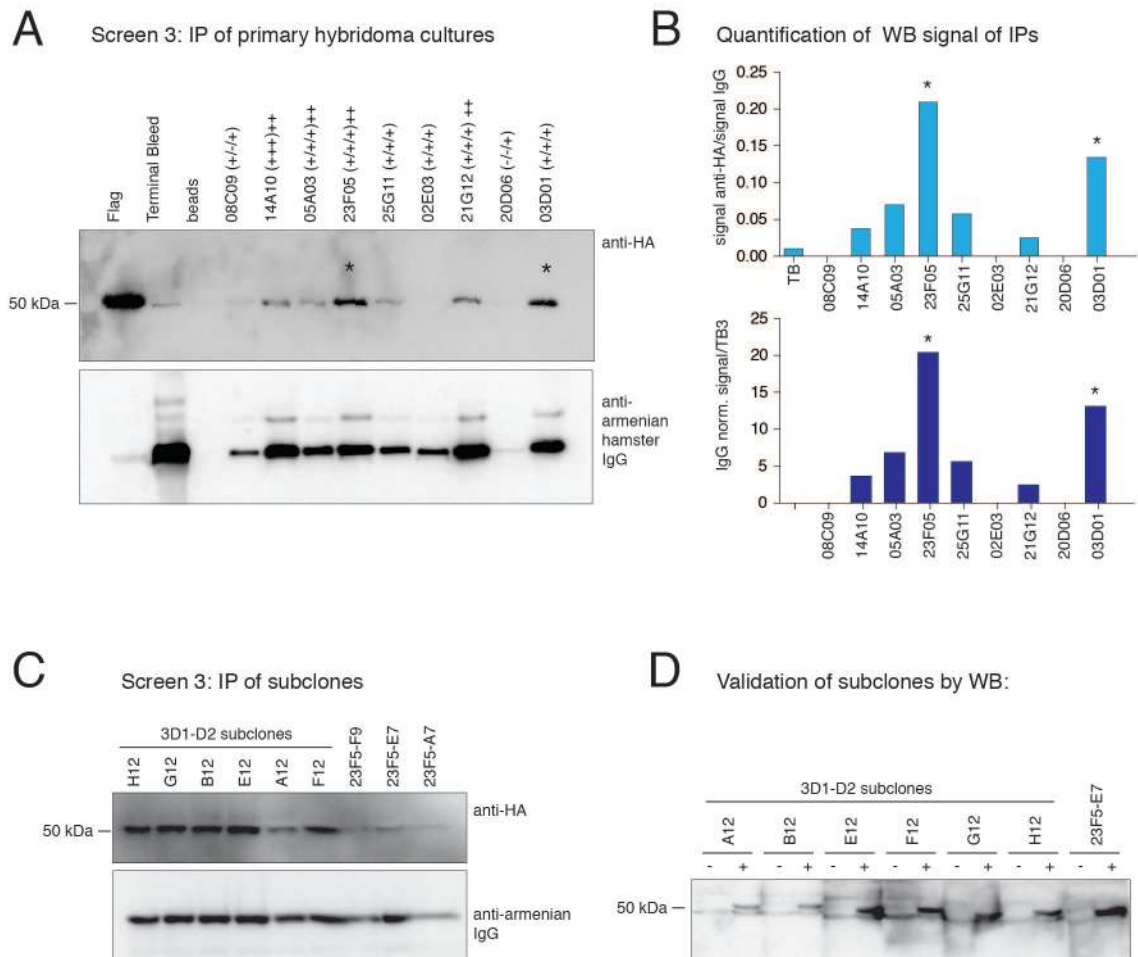 A
Screen 3: IP of primary hybridoma cultures
Flag
Terminal Bleed
beads
08C09 (+/-/+)
14A10 (+++)++
05A03 (+/+/+)++
23F05 (+/+/+)++
25G11 (+/+/+)
02E03 (+/+/+)
21G12 (+/+/+) ++
20D06 (-/-/+)
03D01 (+/+/+)
anti-HA
* *
50 kDa
anti-
armenian
hamster
IgG
B
Quantification of WB signal of IPs
signal anti-HA/signal IgG
0.25
0.20
0.15
0.10
0.05
0.00
* *
TB
08C09
14A10
05A03
23F05
25G11
02E03
21G12
20D06
03D01
IgG norm. signal/TB3
25
20
15
10
5
0
* *
08C09
14A10
05A03
23F05
25G11
02E03
21G12
20D06
03D01
C
Screen 3: IP of subclones
3D1-D2 subclones
H12
G12
B12
E12
A12
F12
23F5-F9
23F5-E7
23F5-A7
anti-HA
50 kDa
anti-armenian
IgG
D
Validation of subclones by WB:
3D1-D2 subclones
A12
B12
E12
F12
G12
H12
23F5-E7
- + - + - + - + - + - + - +
50 kDa